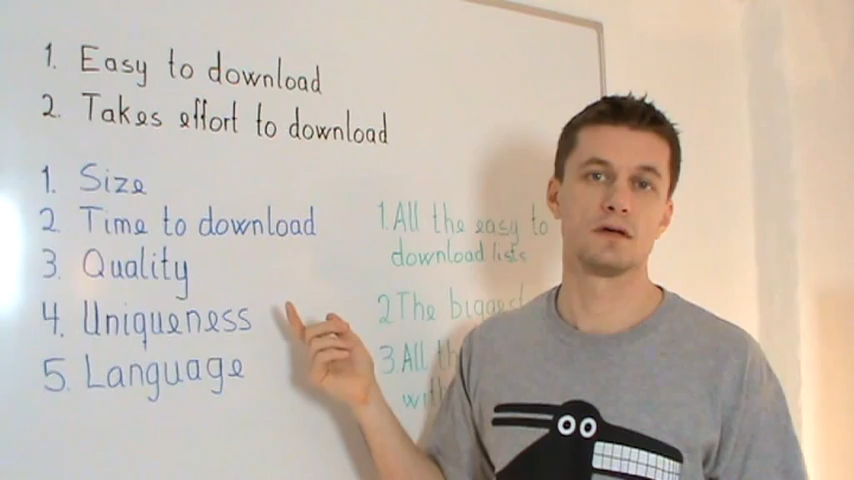 1. Easy to download
2. Takes effort to download
1. Size
2. Time to download
3. Quality
4. Uniqueness
5. Language
1. All the easy to
download lists
2 The biggest
3 All